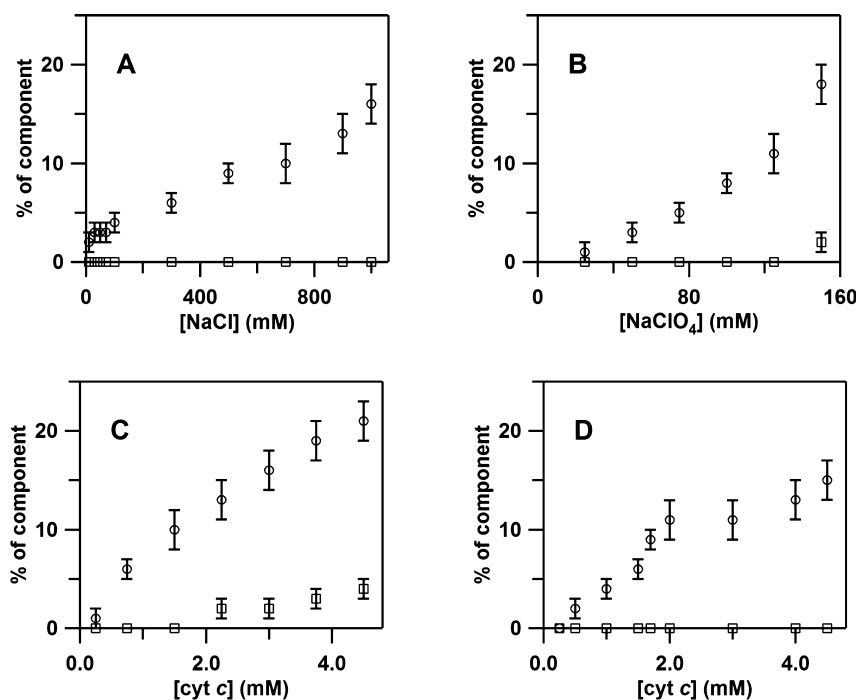 A
% of component
20
10
0
0 400 800
[NaCl] (mM)
B
% of component
20
10
0
0 80 160
[NaClO4] (mM)
C
% of component
20
10
0
0.0 2.0 4.0
[cyt c] (mM)
D
% of component
20
10
0
0.0 2.0 4.0
[cyt c] (mM)